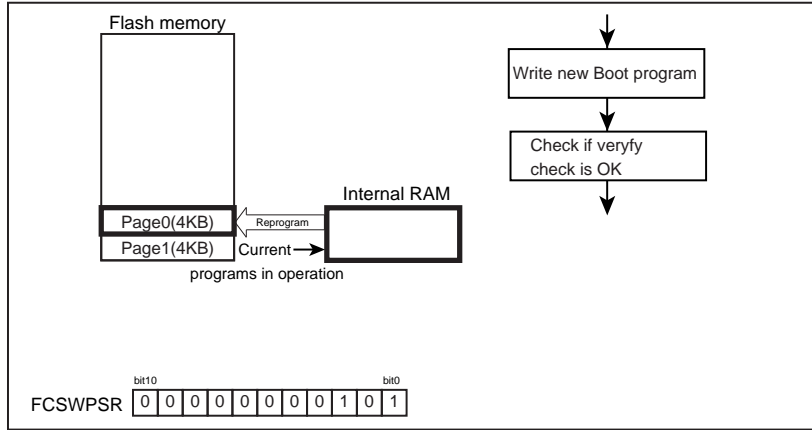 Flash memory
Page0(4KB)
Page1(4KB)
Reprogram
Current
programs in operation
Internal RAM
Write new Boot program
Check if veryfy
check is OK
bit10
bit0
FCSWPSR 0 0 0 0 0 0 0 0 1 0 1